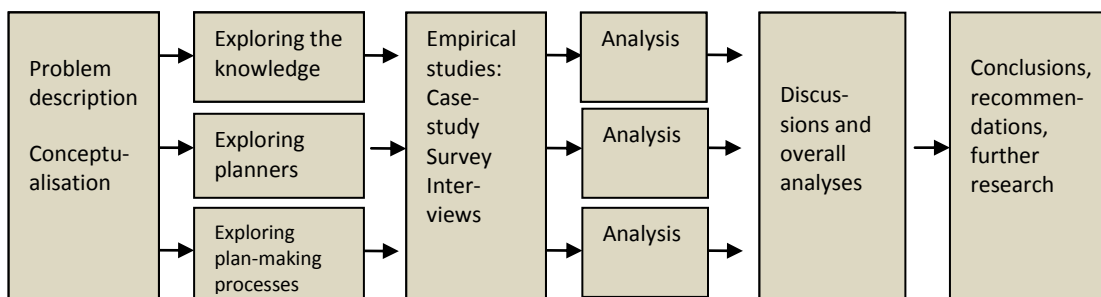 Problem
description
Conceptu-
alisation
Exploring the
knowledge
Exploring
planners
Exploring
plan-making
processes
Empirical
studies:
Case-
study
Survey
Inter-
views
Analysis
Analysis
Analysis
Discus-
sions and
overall
analyses
Conclusions,
recommen-
dations,
further
research